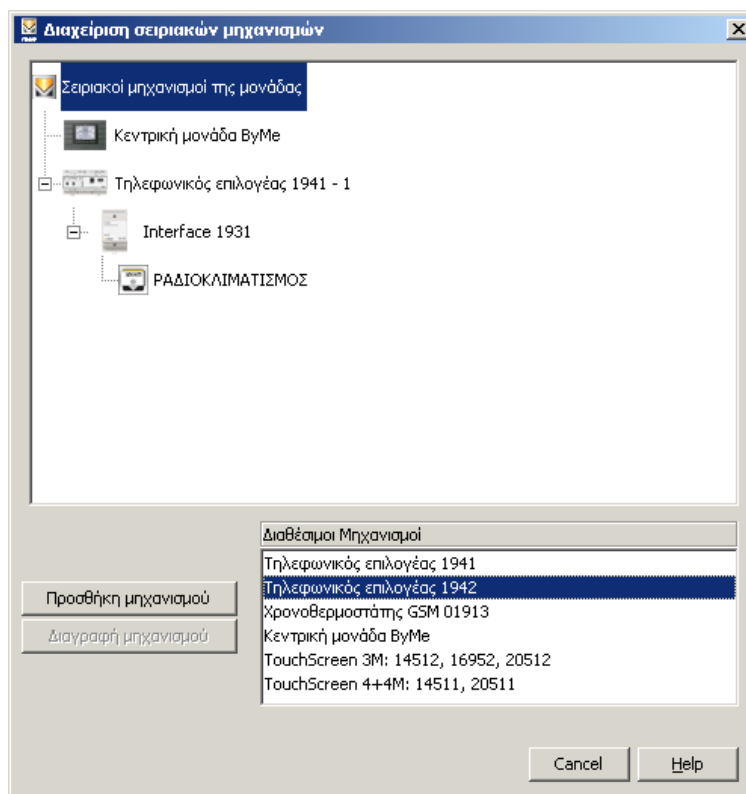 Διαχείριση σειριακών μηχανισμών
Σειριακοί μηχανισμοί της μονάδας
Κεντρική μονάδα ByMe
Τηλεφωνικός επιλογέας 1941 - 1
Interface 1931
ΡΑΔΙΟΚΛΙΜΑΤΙΣΜΟΣ
Διαθέσιμοι Μηχανισμοί
Τηλεφωνικός επιλογέας 1941
Τηλεφωνικός επιλογέας 1942
Χρονοθερμοστάτης GSM 01913
Κεντρική μονάδα ByMe
TouchScreen 3M: 14512, 16952, 20512
TouchScreen 4+4M: 14511, 20511
Προσθήκη μηχανισμού
Διαγραφή μηχανισμού
Cancel
Help